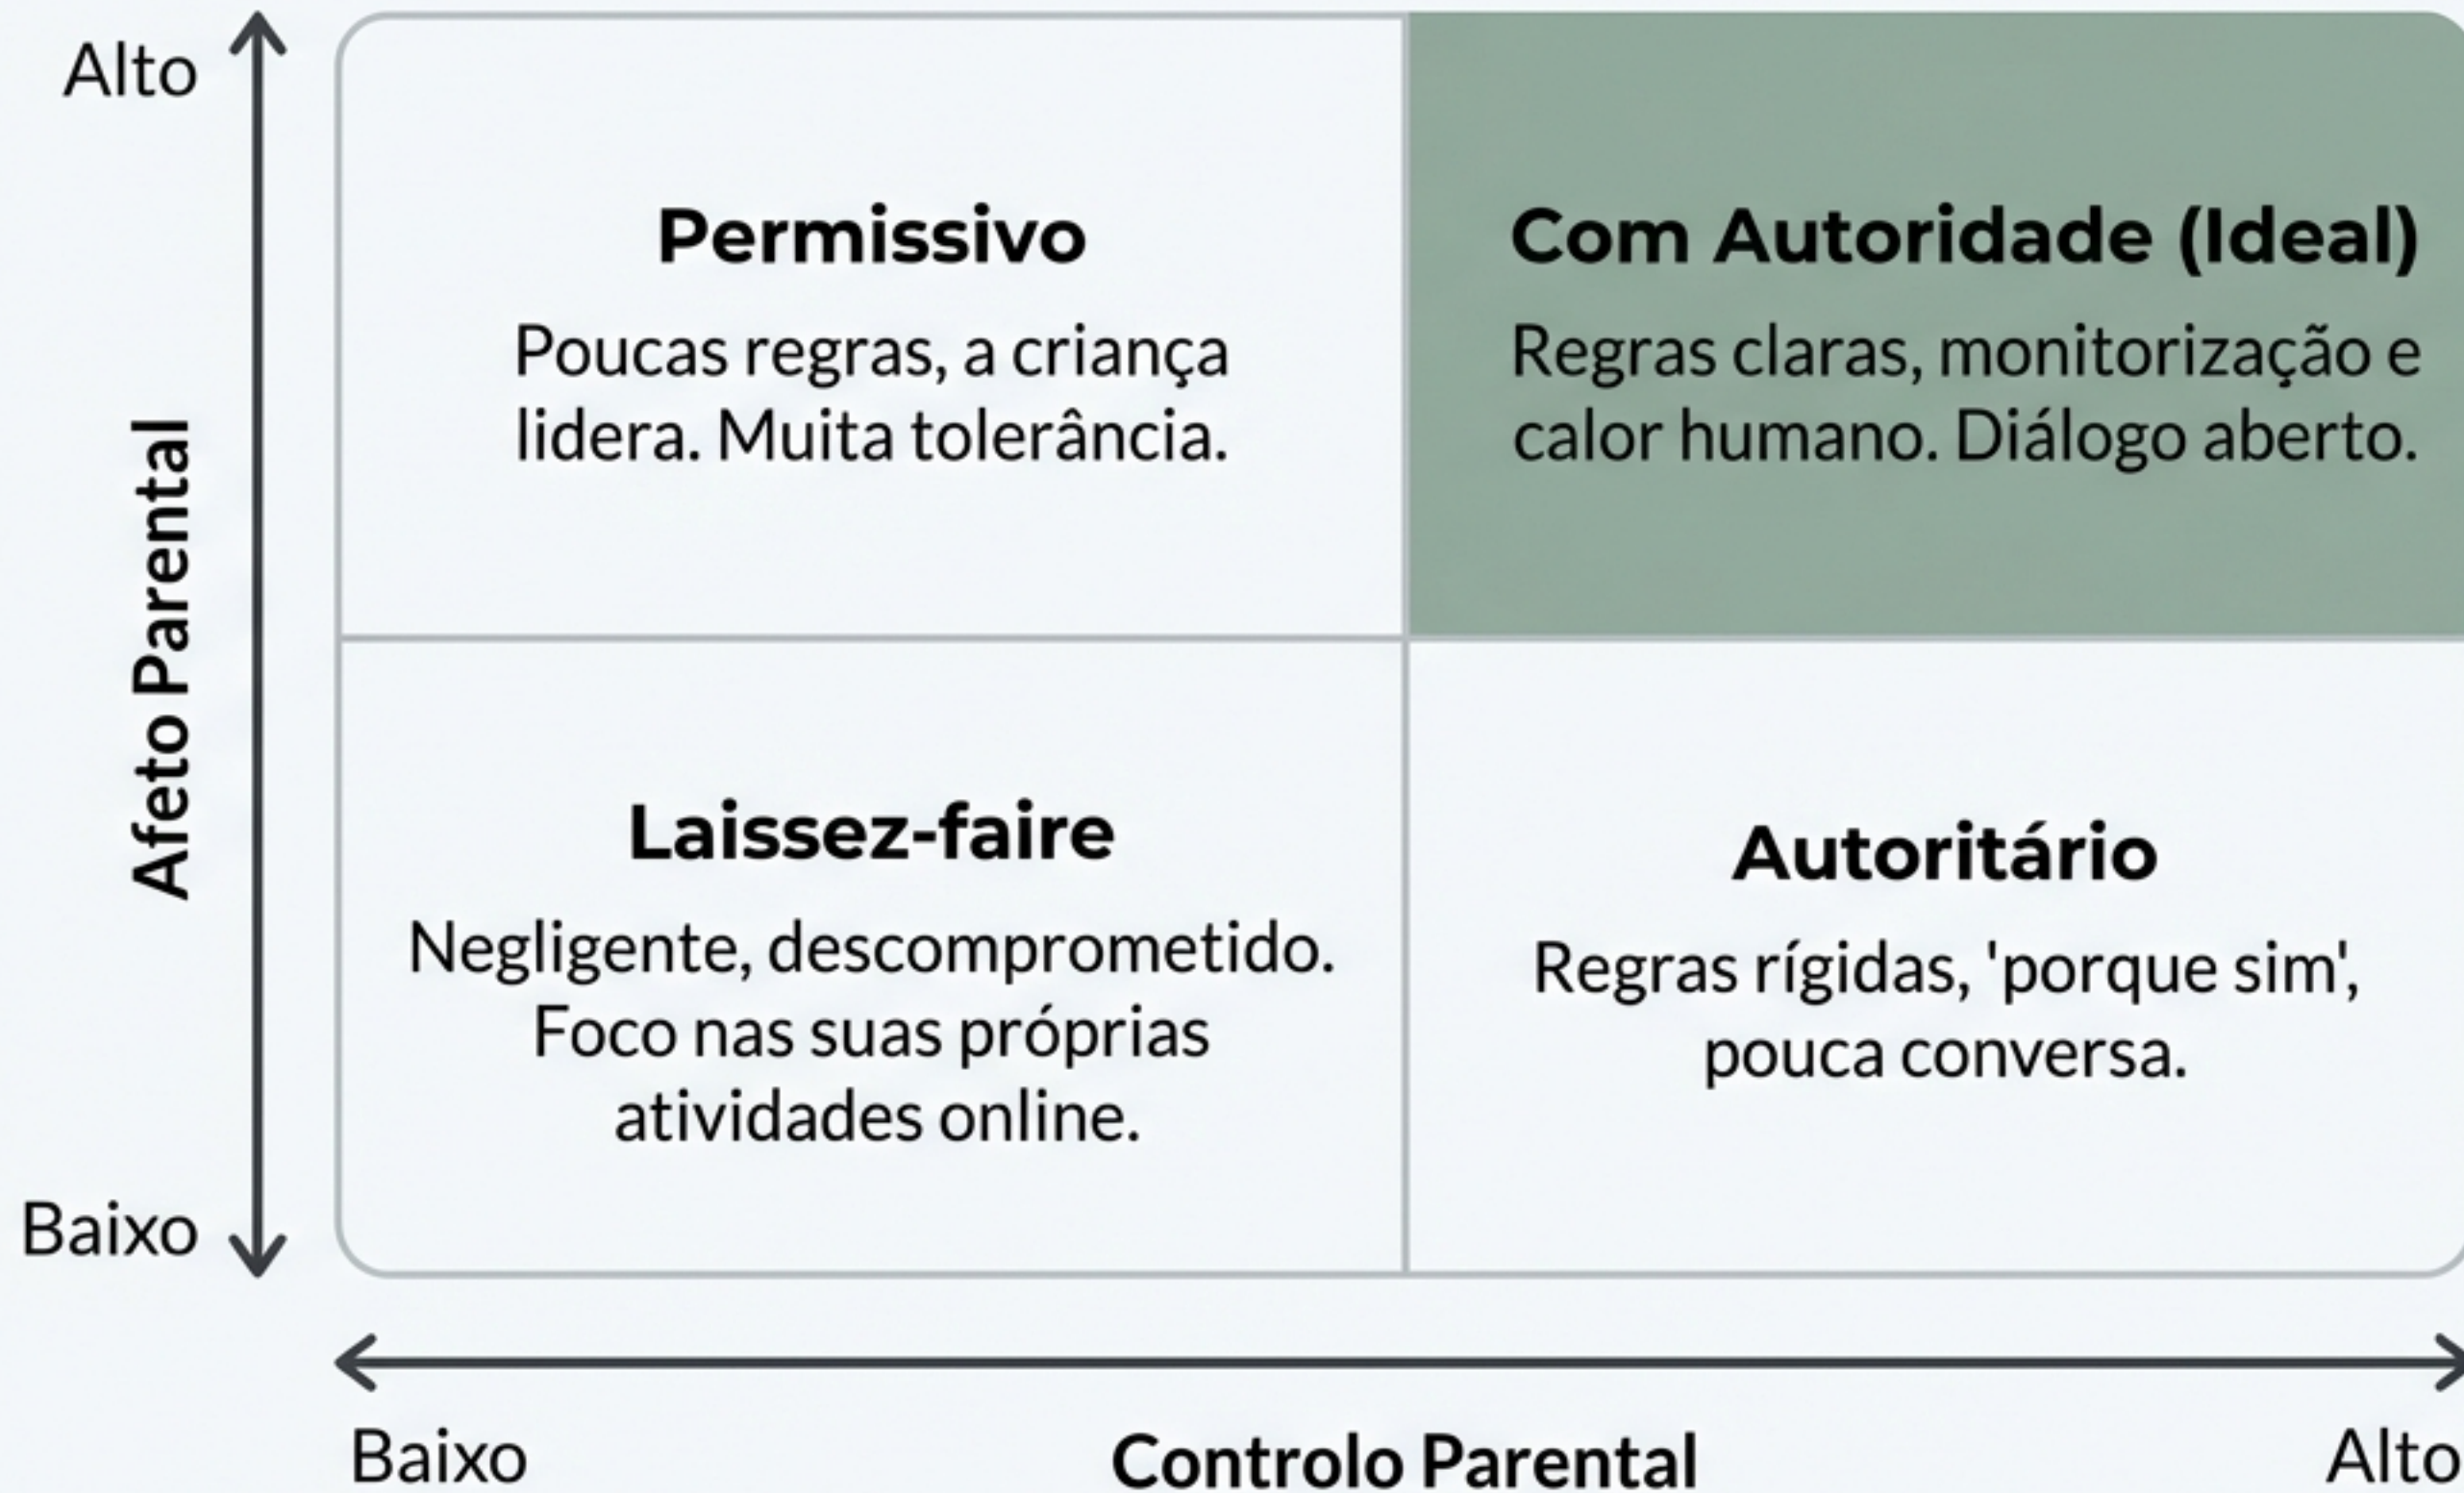 Alto
Afeto Parental
Baixo
Permissivo
Poucas regras, a criança
lidera. Muita tolerância.
Com Autoridade (Ideal)
Regras claras, monitorização e
calor humano. Diálogo aberto.
Laissez-faire
Negligente, descomprometido.
Foco nas suas próprias
atividades online.
Autoritário
Regras rígidas, 'porque sim',
pouca conversa.
Baixo
Controlo Parental
Alto